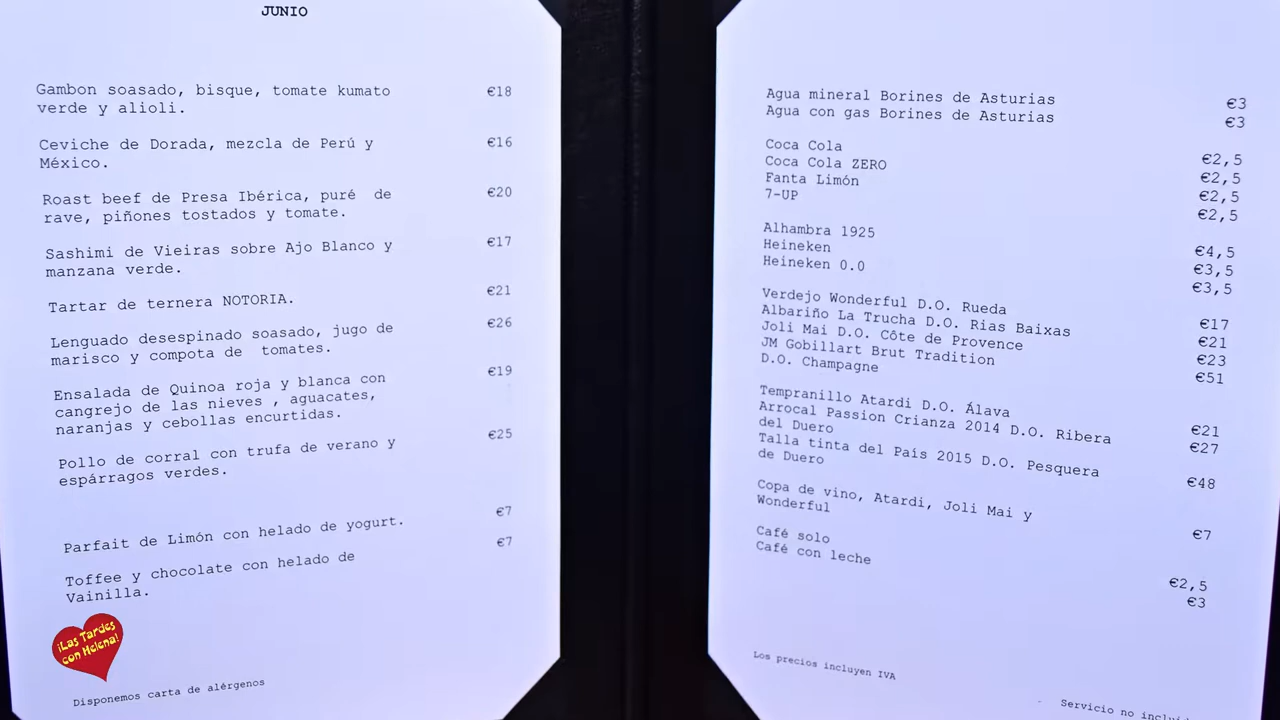 JUNIO
Gambon soasado, bisque, tomate kumato €18
verde y alioli.
Ceviche de Dorada, mezcla de Perú y €16
México.
Roast beef de Presa Ibérica, puré de €20
rave, piñones tostados y tomate.
Sashimi de Vieiras sobre Ajo Blanco y €17
manzana verde.
Tartar de ternera NOTORIA. €21
Lenguado desespinado soasado, jugo de €26
marisco y compota de tomates.
Ensalada de Quinoa roja y blanca con €19
cangrejo de las nieves , aguacates,
naranjas y cebollas encurtidas.
Pollo de corral con trufa de verano y €25
espárragos verdes.
Parfait de Limón con helado de yogurt. €7
Toffee y chocolate con helado de €7
Vainilla.
¡Las Tardes
con Helena!
Disponemos carta de alérgenos
Agua mineral Borines de Asturias €3
Agua con gas Borines de Asturias €3
Coca Cola €2,5
Coca Cola ZERO €2,5
Fanta Limón €2,5
7-UP €2,5
Alhambra 1925 €4,5
Heineken €3,5
Heineken 0.0 €3,5
Verdejo Wonderful D.O. Rueda €17
Albariño La Trucha D.O. Rias Baixas €21
Joli Mai D.O. Côte de Provence €23
JM Gobillart Brut Tradition €51
D.O. Champagne
Tempranillo Atardi D.O. Álava €21
Arrocal Passion Crianza 2014 D.O. Ribera €27
del Duero
Talla tinta del País 2015 D.O. Pesquera €48
de Duero
Copa de vino, Atardi, Joli Mai y
Wonderful €7
Café solo €2,5
Café con leche €3
Los precios incluyen IVA
Servicio no